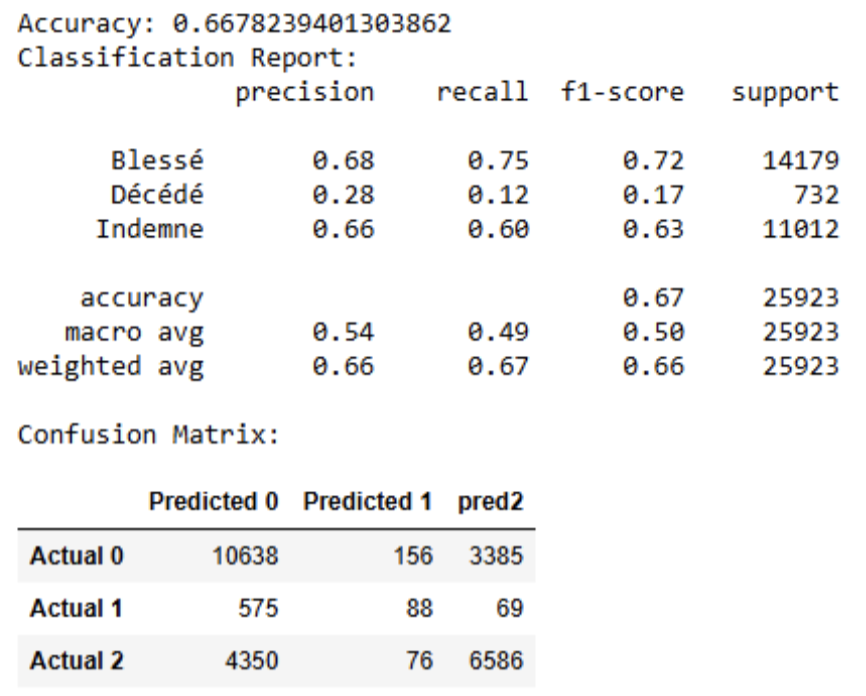 Accuracy: 0.6678239401303862
Classification Report:
precision recall f1-score support
Blessé 0.68 0.75 0.72 14179
Décédé 0.28 0.12 0.17 732
Indemne 0.66 0.60 0.63 11012
accuracy 0.67 25923
macro avg 0.54 0.49 0.50 25923
weighted avg 0.66 0.67 0.66 25923
Confusion Matrix:
Predicted 0 Predicted 1 pred2
Actual 0 10638 156 3385
Actual 1 575 88 69
Actual 2 4350 76 6586